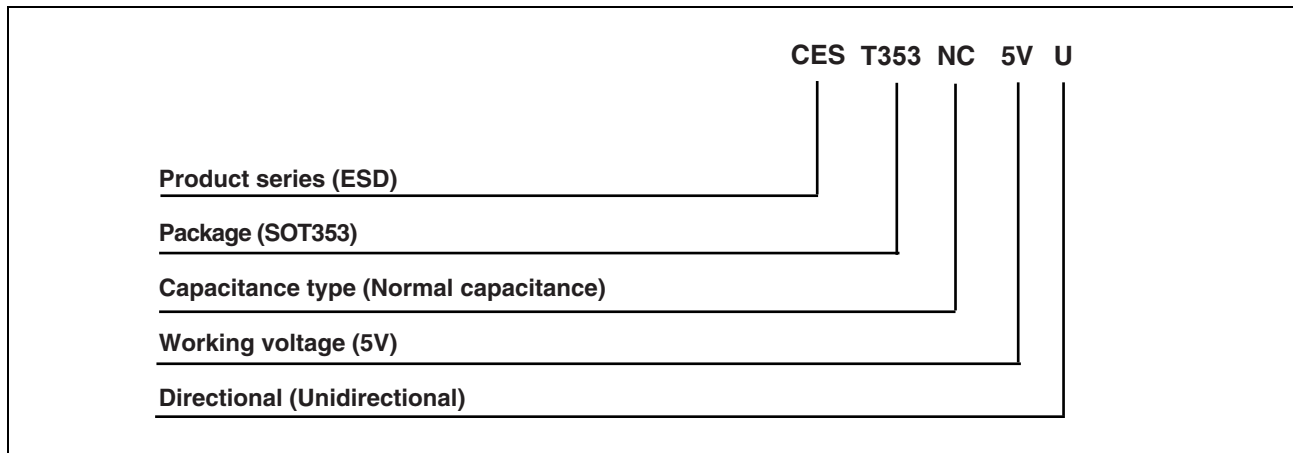 CES T353 NC 5V U
Product series (ESD)
Package (SOT353)
Capacitance type (Normal capacitance)
Working voltage (5V)
Directional (Unidirectional)